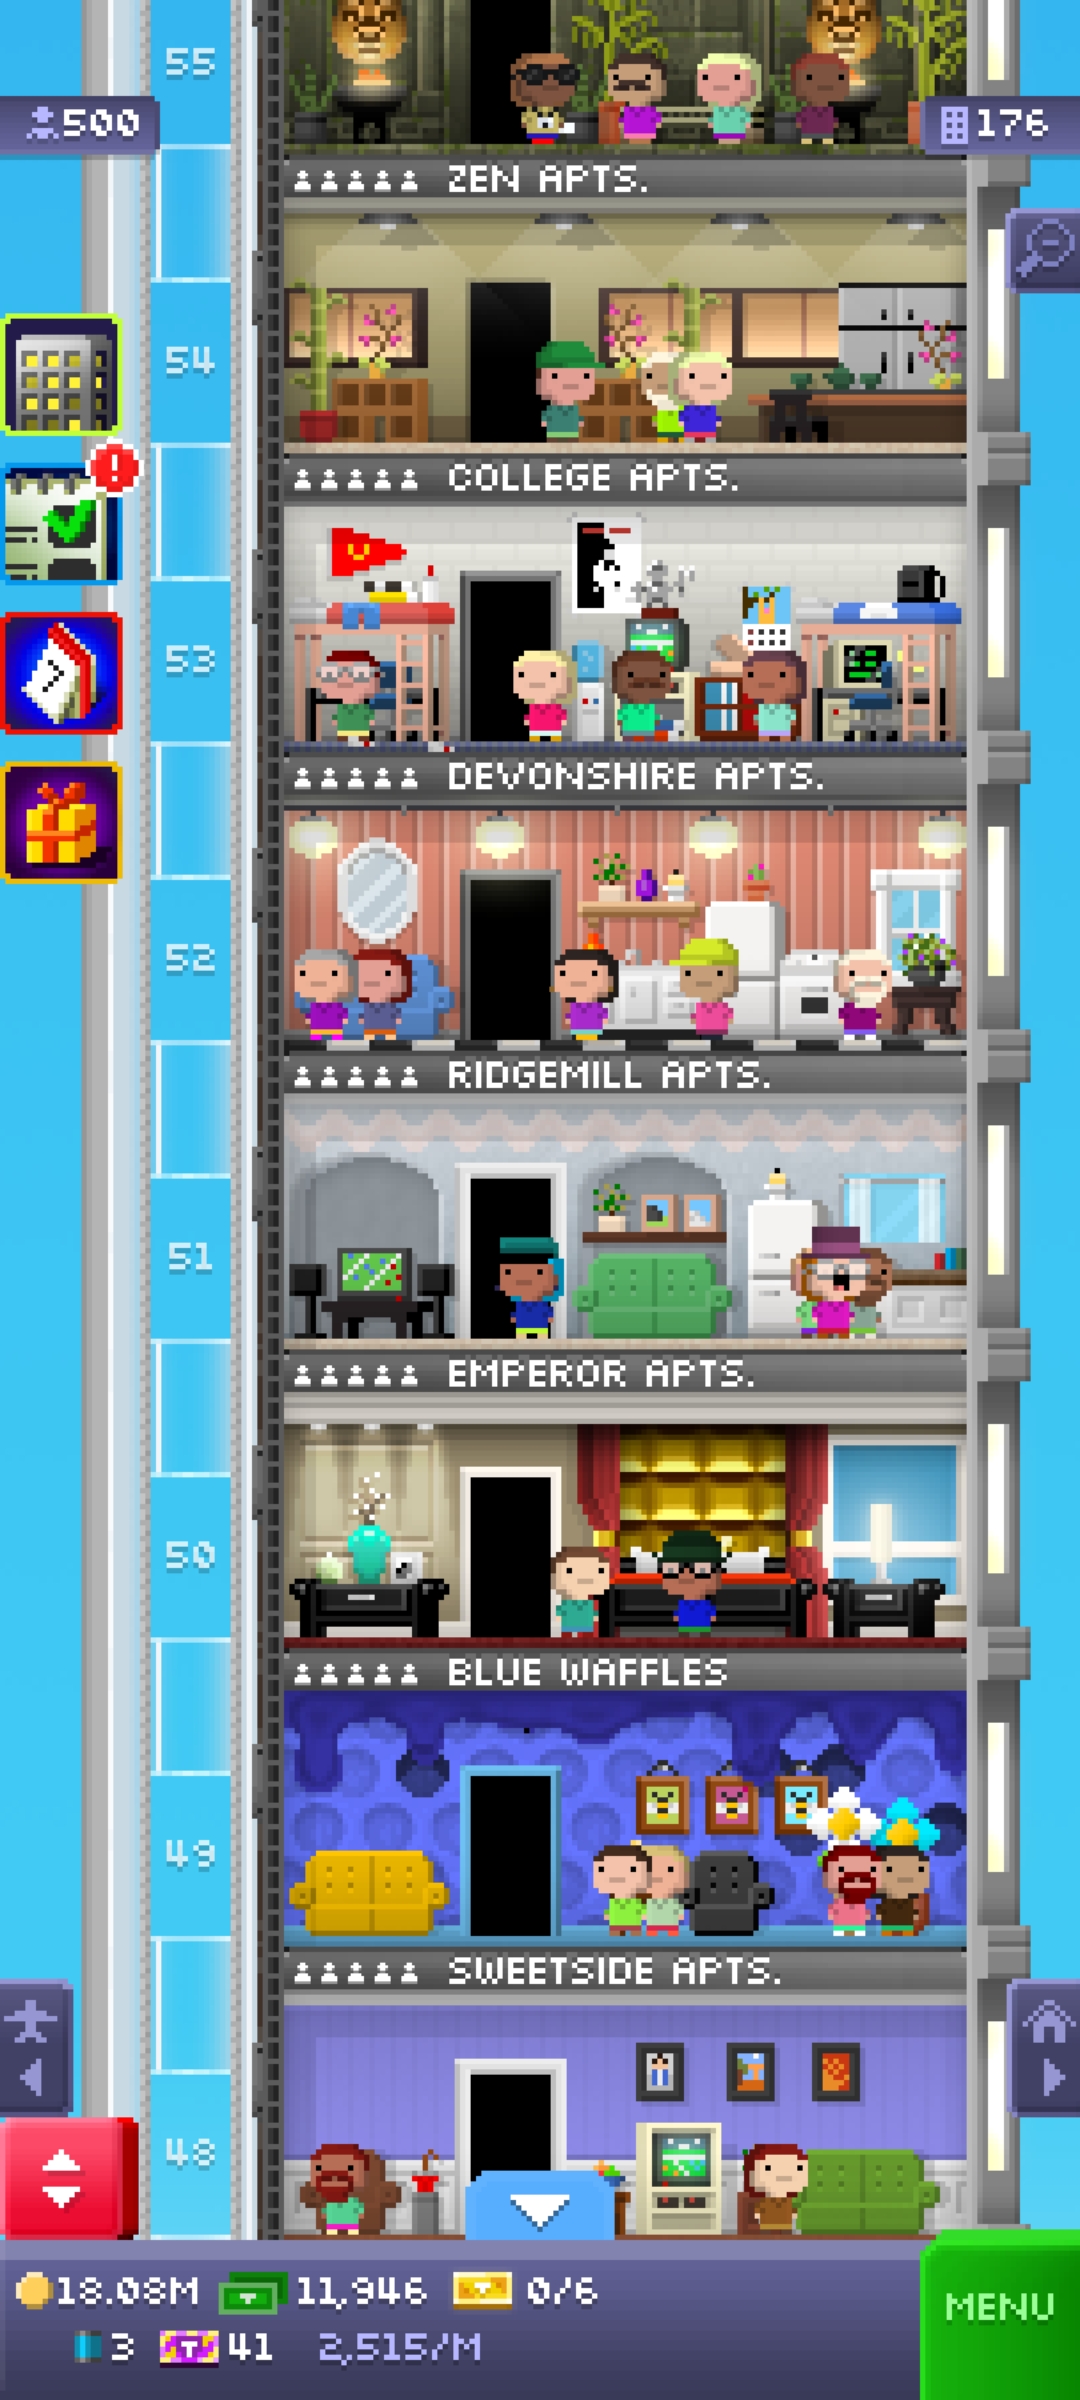 55
500
176
ZEN APTS.
54
COLLEGE APTS.
53
DEVONSHIRE APTS.
52
RIDGEMILL APTS.
51
EMPEROR APTS.
50
BLUE WAFFLES
49
SWEETSIDE APTS.
48
18.08M 11,946 0/6
3 41 2,515/M
MENU